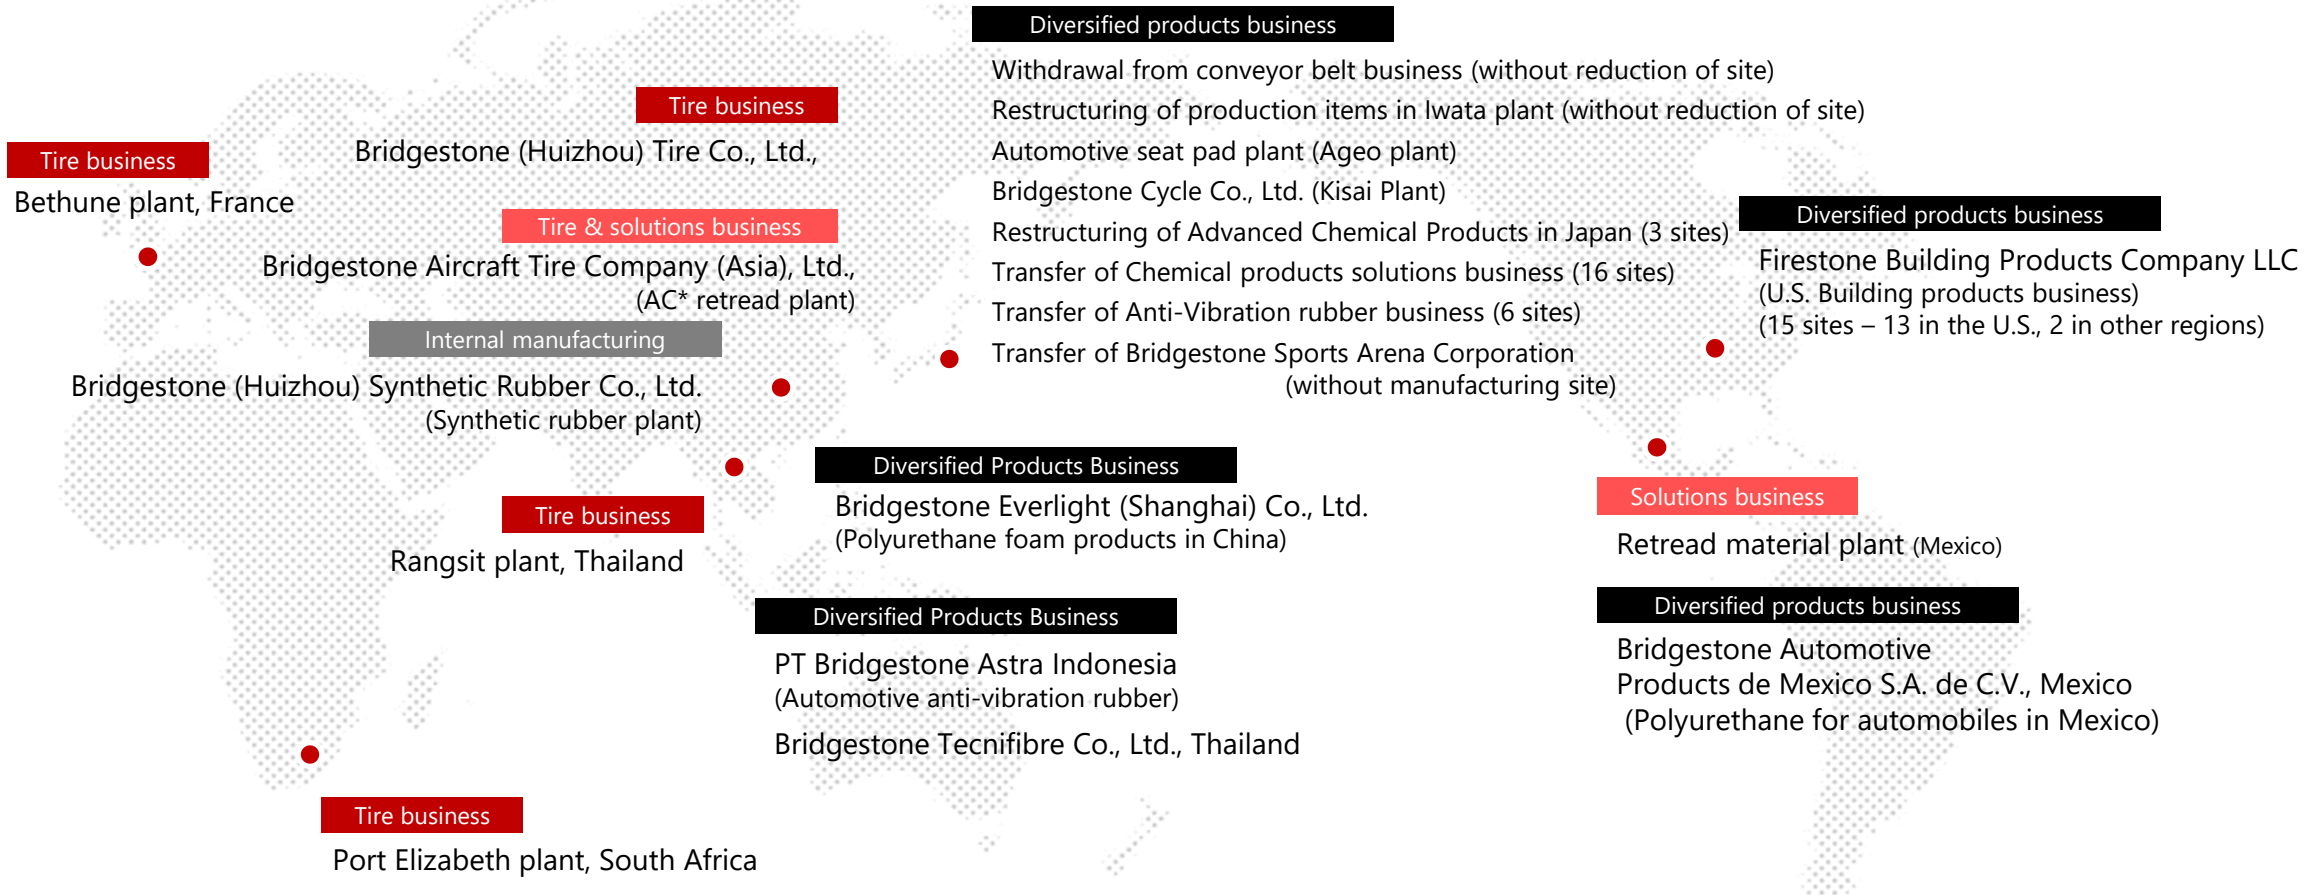 Diversified products business
Withdrawal from conveyor belt business (without reduction of site)
Restructuring of production items in Iwata plant (without reduction of site)
Automotive seat pad plant (Ageo plant)
Bridgestone Cycle Co., Ltd. (Kisai Plant)
Restructuring of Advanced Chemical Products in Japan (3 sites)
Transfer of Chemical products solutions business (16 sites)
Transfer of Anti-Vibration rubber business (6 sites)
Transfer of Bridgestone Sports Arena Corporation
(without manufacturing site)
Tire business
Bridgestone (Huizhou) Tire Co., Ltd.,
Tire business
Bethune plant, France
Tire & solutions business
Bridgestone Aircraft Tire Company (Asia), Ltd.,
(AC* retread plant)
Internal manufacturing
Bridgestone (Huizhou) Synthetic Rubber Co., Ltd.
(Synthetic rubber plant)
Diversified products business
Firestone Building Products Company LLC
(U.S. Building products business)
(15 sites – 13 in the U.S., 2 in other regions)
Diversified Products Business
Bridgestone Everlight (Shanghai) Co., Ltd.
(Polyurethane foam products in China)
Tire business
Rangsit plant, Thailand
Solutions business
Retread material plant (Mexico)
Diversified Products Business
PT Bridgestone Astra Indonesia
(Automotive anti-vibration rubber)
Bridgestone Tecnifibre Co., Ltd., Thailand
Diversified products business
Bridgestone Automotive
Products de Mexico S.A. de C.V., Mexico
(Polyurethane for automobiles in Mexico)
Tire business
Port Elizabeth plant, South Africa